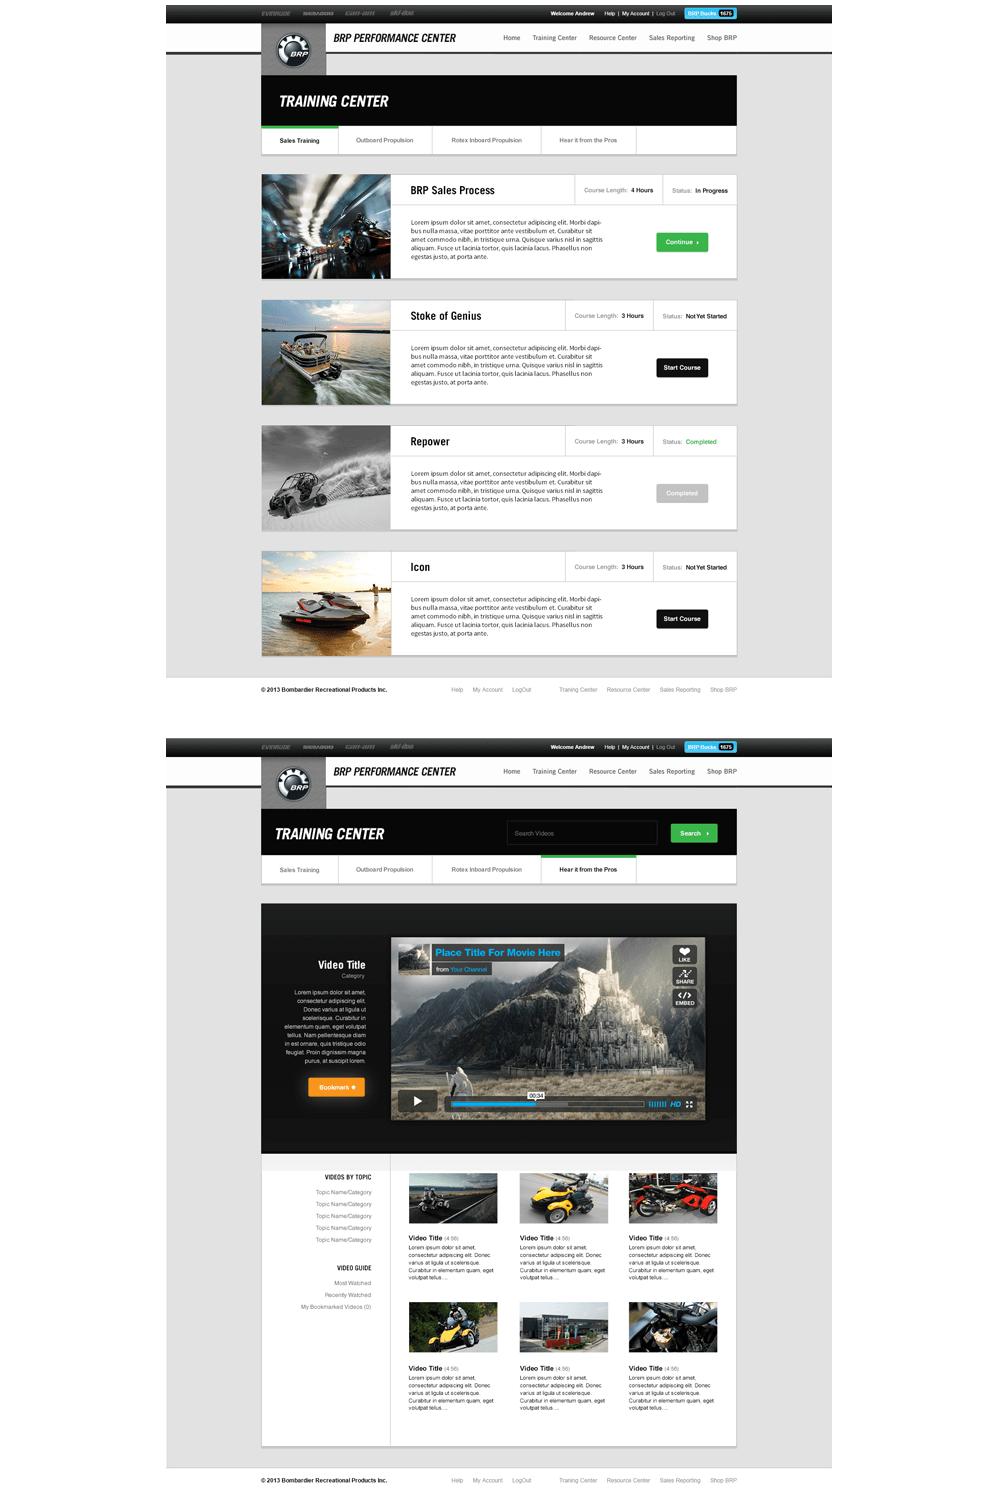 EVINRUDE SEA-DOO can-am ski-doo Welcome Andrew Help | My Account | Log Out BRP Bucks 1675
BRP BRP PERFORMANCE CENTER Home Training Center Resource Center Sales Reporting Shop BRP
TRAINING CENTER
Sales Training Outboard Propulsion Rotex Inboard Propulsion Hear it from the Pros
BRP Sales Process Course Length: 4 Hours Status: In Progress
Lorem ipsum dolor sit amet, consectetur adipiscing elit. Morbi dapi-
bus nulla massa, vitae porttitor ante vestibulum et. Curabitur sit
amet commodo nibh, in tristique urna. Quisque varius nisl in sagittis
aliquam. Fusce ut lacinia tortor, quis lacinia lacus. Phasellus non
egestas justo, at porta ante.
Continue ›
Stoke of Genius Course Length: 3 Hours Status: Not Yet Started
Lorem ipsum dolor sit amet, consectetur adipiscing elit. Morbi dapi-
bus nulla massa, vitae porttitor ante vestibulum et. Curabitur sit
amet commodo nibh, in tristique urna. Quisque varius nisl in sagittis
aliquam. Fusce ut lacinia tortor, quis lacinia lacus. Phasellus non
egestas justo, at porta ante.
Start Course
Repower Course Length: 3 Hours Status: Completed
Lorem ipsum dolor sit amet, consectetur adipiscing elit. Morbi dapi-
bus nulla massa, vitae porttitor ante vestibulum et. Curabitur sit
amet commodo nibh, in tristique urna. Quisque varius nisl in sagittis
aliquam. Fusce ut lacinia tortor, quis lacinia lacus. Phasellus non
egestas justo, at porta ante.
Completed
Icon Course Length: 3 Hours Status: Not Yet Started
Lorem ipsum dolor sit amet, consectetur adipiscing elit. Morbi dapi-
bus nulla massa, vitae porttitor ante vestibulum et. Curabitur sit
amet commodo nibh, in tristique urna. Quisque varius nisl in sagittis
aliquam. Fusce ut lacinia tortor, quis lacinia lacus. Phasellus non
egestas justo, at porta ante.
Start Course
© 2013 Bombardier Recreational Products Inc. Help My Account LogOut Traning Center Resource Center Sales Reporting Shop BRP
EVINRUDE SEA-DOO can-am ski-doo Welcome Andrew Help | My Account | Log Out BRP Bucks 1675
BRP BRP PERFORMANCE CENTER Home Training Center Resource Center Sales Reporting Shop BRP
TRAINING CENTER Search Videos Search ›
Sales Training Outboard Propulsion Rotex Inboard Propulsion Hear it from the Pros
Video Title
Category
Lorem ipsum dolor sit amet,
consectetur adipiscing elit.
Donec varius at ligula ut
scelerisque. Curabitur in
elementum quam, eget volutpat
tellus. Nam pellentesque diam
in est ornare, quis tristique odio
feugiat. Proin dignissim magna
purus, at suscipit lorem.
Bookmark
Place Title For Movie Here
from Your Channel
LIKE
SHARE
EMBED
00:34
HD
VIDEOS BY TOPIC
Topic Name/Category
Topic Name/Category
Topic Name/Category
Topic Name/Category
Topic Name/Category
VIDEO GUIDE
Most Watched
Recently Watched
My Bookmarked Videos (0)
Video Title (4:56)
Lorem ipsum dolor sit amet,
consectetur adipiscing elit. Donec
varius at ligula ut scelerisque.
Curabitur in elementum quam, eget
volutpat tellus ...
Video Title (4:56)
Lorem ipsum dolor sit amet,
consectetur adipiscing elit. Donec
varius at ligula ut scelerisque.
Curabitur in elementum quam, eget
volutpat tellus ...
Video Title (4:56)
Lorem ipsum dolor sit amet,
consectetur adipiscing elit. Donec
varius at ligula ut scelerisque.
Curabitur in elementum quam, eget
volutpat tellus ...
Video Title (4:56)
Lorem ipsum dolor sit amet,
consectetur adipiscing elit. Donec
varius at ligula ut scelerisque.
Curabitur in elementum quam, eget
volutpat tellus ...
Video Title (4:56)
Lorem ipsum dolor sit amet,
consectetur adipiscing elit. Donec
varius at ligula ut scelerisque.
Curabitur in elementum quam, eget
volutpat tellus ...
Video Title (4:56)
Lorem ipsum dolor sit amet,
consectetur adipiscing elit. Donec
varius at ligula ut scelerisque.
Curabitur in elementum quam, eget
volutpat tellus ...
© 2013 Bombardier Recreational Products Inc. Help My Account LogOut Traning Center Resource Center Sales Reporting Shop BRP